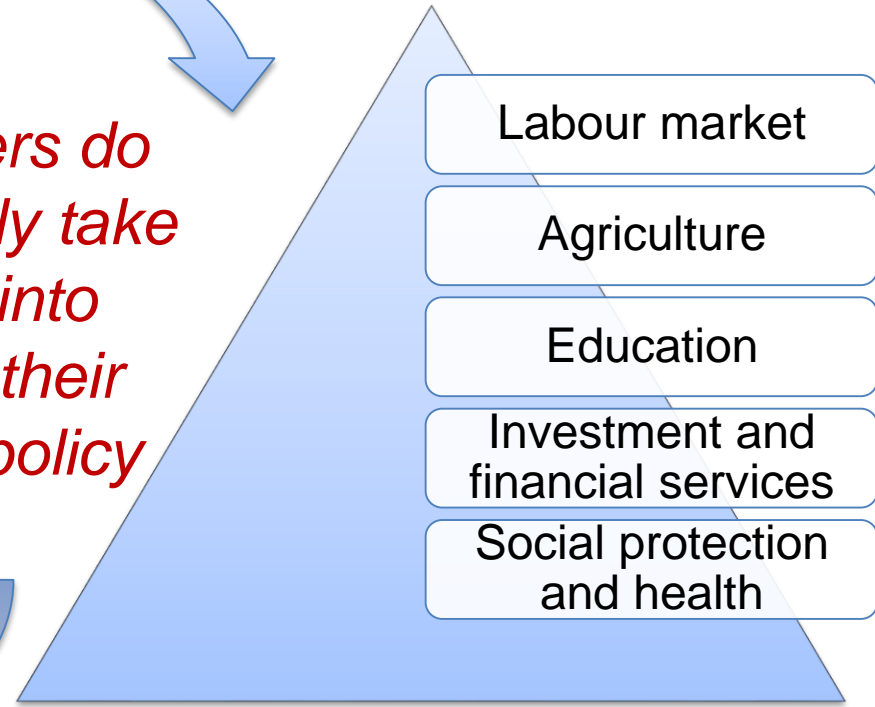 ers do
ly take
into
their
policy
Labour market
Agriculture
Education
Investment and
financial services
Social protection
and health